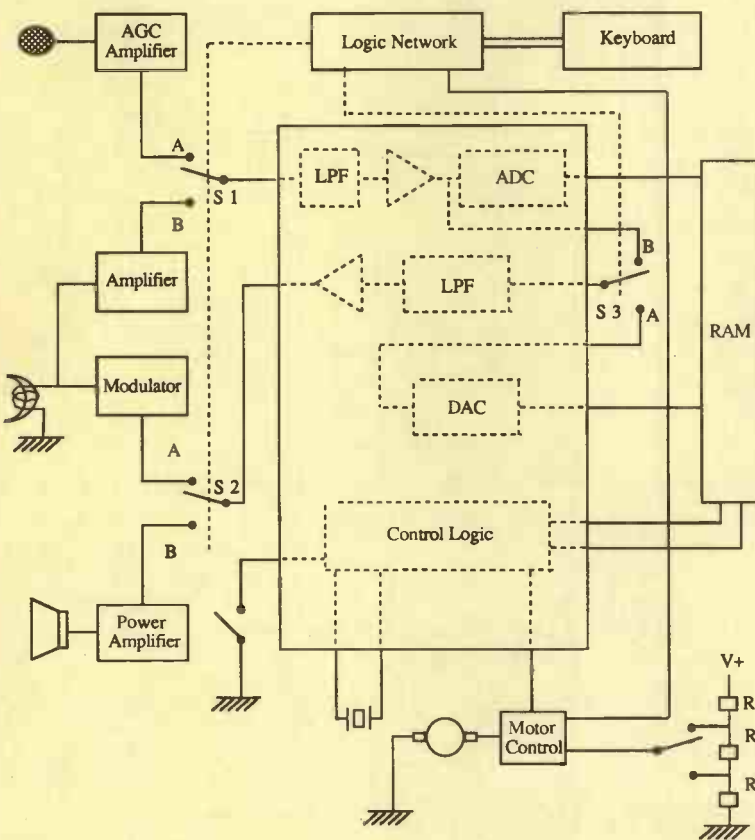 AGC
Amplifier
Logic Network
Keyboard
A
S 1
B
LPF
ADC
B
Amplifier
LPF
S 3
A
RAM
Modulator
DAC
A
S 2
B
Control Logic
Power
Amplifier
V+
R
Motor
Control
R
R